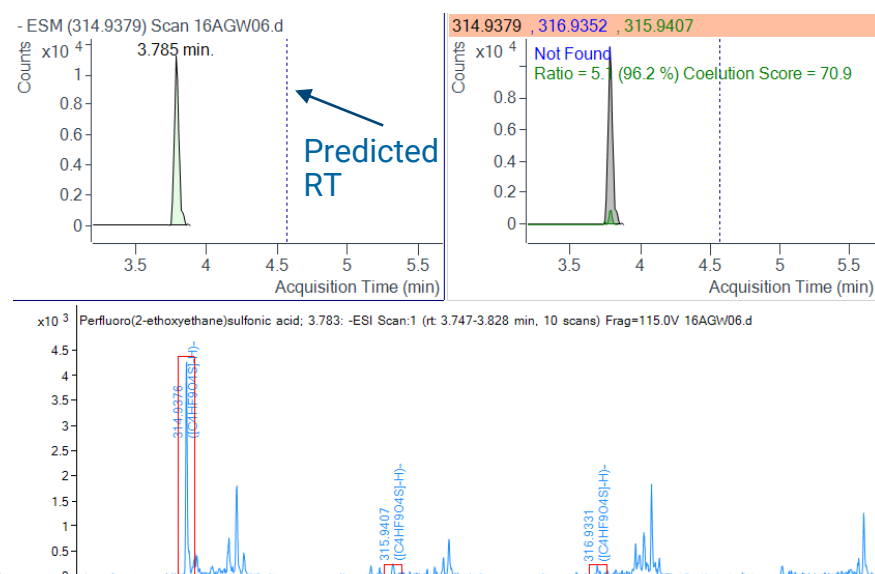 - ESM (314.9379) Scan 16AGW06.d
Counts
x10 4
3.785 min.
1
0.8
0.6
0.4
0.2
0
Predicted
RT
3.5 4 4.5 5 5.5
Acquisition Time (min)
314.9379 , 316.9352 , 315.9407
Counts
x10 4
Not Found
Ratio = 5.1 (96.2 %) Coelution Score = 70.9
0.8
0.6
0.4
0.2
0
3.5 4 4.5 5 5.5
Acquisition Time (min)
x10 3
Perfluoro(2-ethoxyethane)sulfonic acid; 3.783: -ESI Scan:1 (rt: 3.747-3.828 min, 10 scans) Frag=115.0V 16AGW06.d
4.5
4
3.5
3
2.5
2
1.5
1
0.5
0
314.9376
([C4HF9O4S]-H)-
315.9407
([C4HF9O4S]-H)-
316.9331
([C4HF9O4S]-H)-